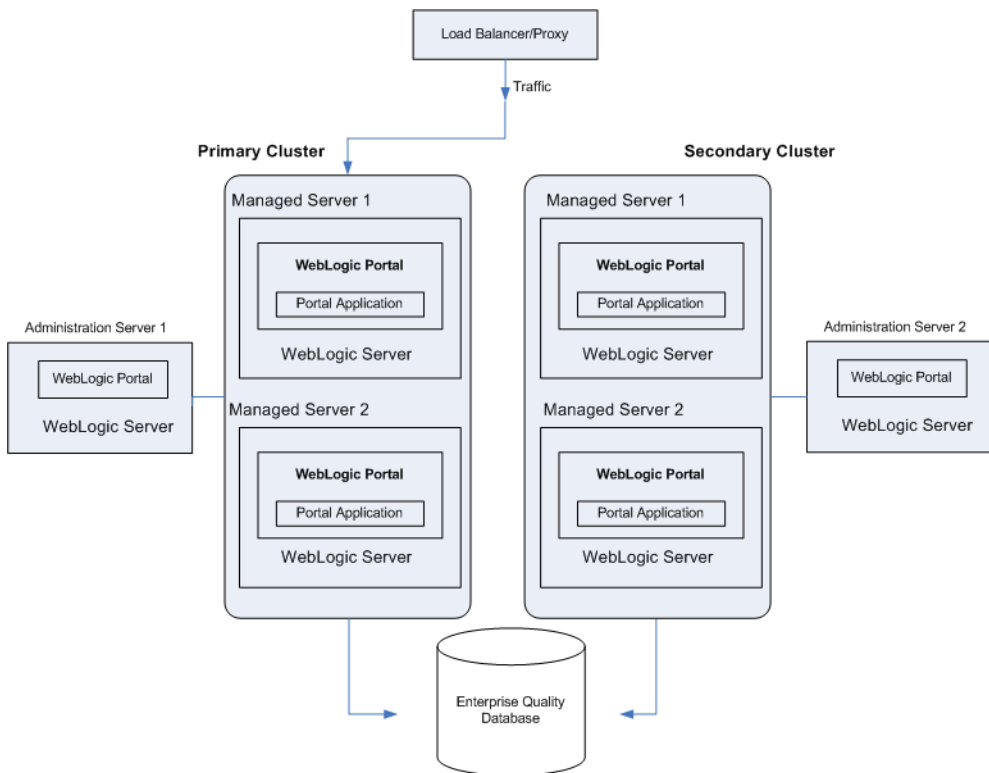 Load Balancer/Proxy
Traffic
Primary Cluster
Secondary Cluster
Managed Server 1
WebLogic Portal
Portal Application
WebLogic Server
Managed Server 2
WebLogic Portal
Portal Application
WebLogic Server
Managed Server 1
WebLogic Portal
Portal Application
WebLogic Server
Managed Server 2
WebLogic Portal
Portal Application
WebLogic Server
Administration Server 1
WebLogic Portal
WebLogic Server
Administration Server 2
WebLogic Portal
WebLogic Server
Enterprise Quality
Database